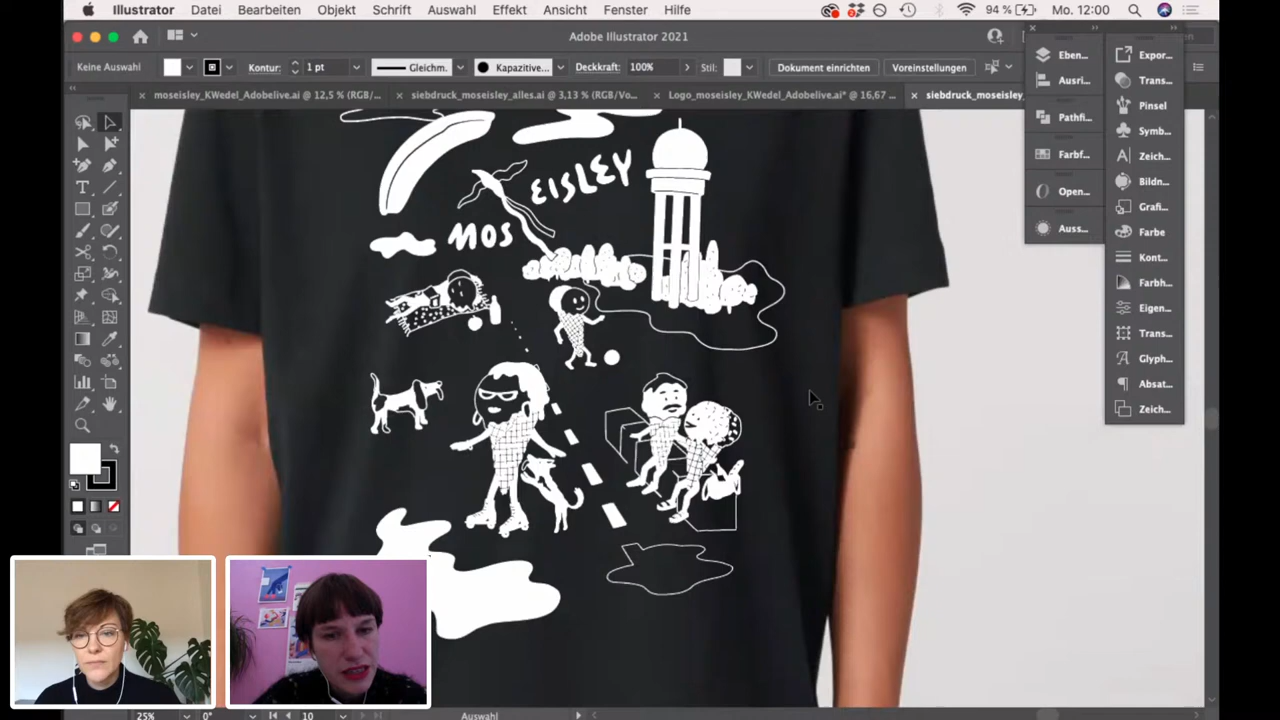 Illustrator Datei Bearbeiten Objekt Schrift Auswahl Effekt Ansicht Fenster Hilfe 2 94 % Mo. 12:00
Adobe Illustrator 2021
Keine Auswahl Kontur: 1 pt Gleichm. Kapazitive... Deckkraft: 100% Stil: Dokument einrichten Voreinstellungen
moseisley_KWedel_Adobelive.ai @ 12,5 % (RGB/... siebdruck_moseisley_alles.ai @ 3,13 % (RGB/Vo... Logo_moseisley_KWedel_Adobelive.ai* @ 16,67 ... siebdruck_moseisley
Eben...
Ausri...
Pathfi...
Farbf...
Open...
Auss...
Expor...
Trans...
Pinsel
Symb...
Zeich...
Bildn...
Grafi...
Farbe
Kont...
Farbh...
Eigen...
Trans...
Glyph...
Absat...
Zeich...
EISLEY
MOS
25% 0° 10 Auswahl